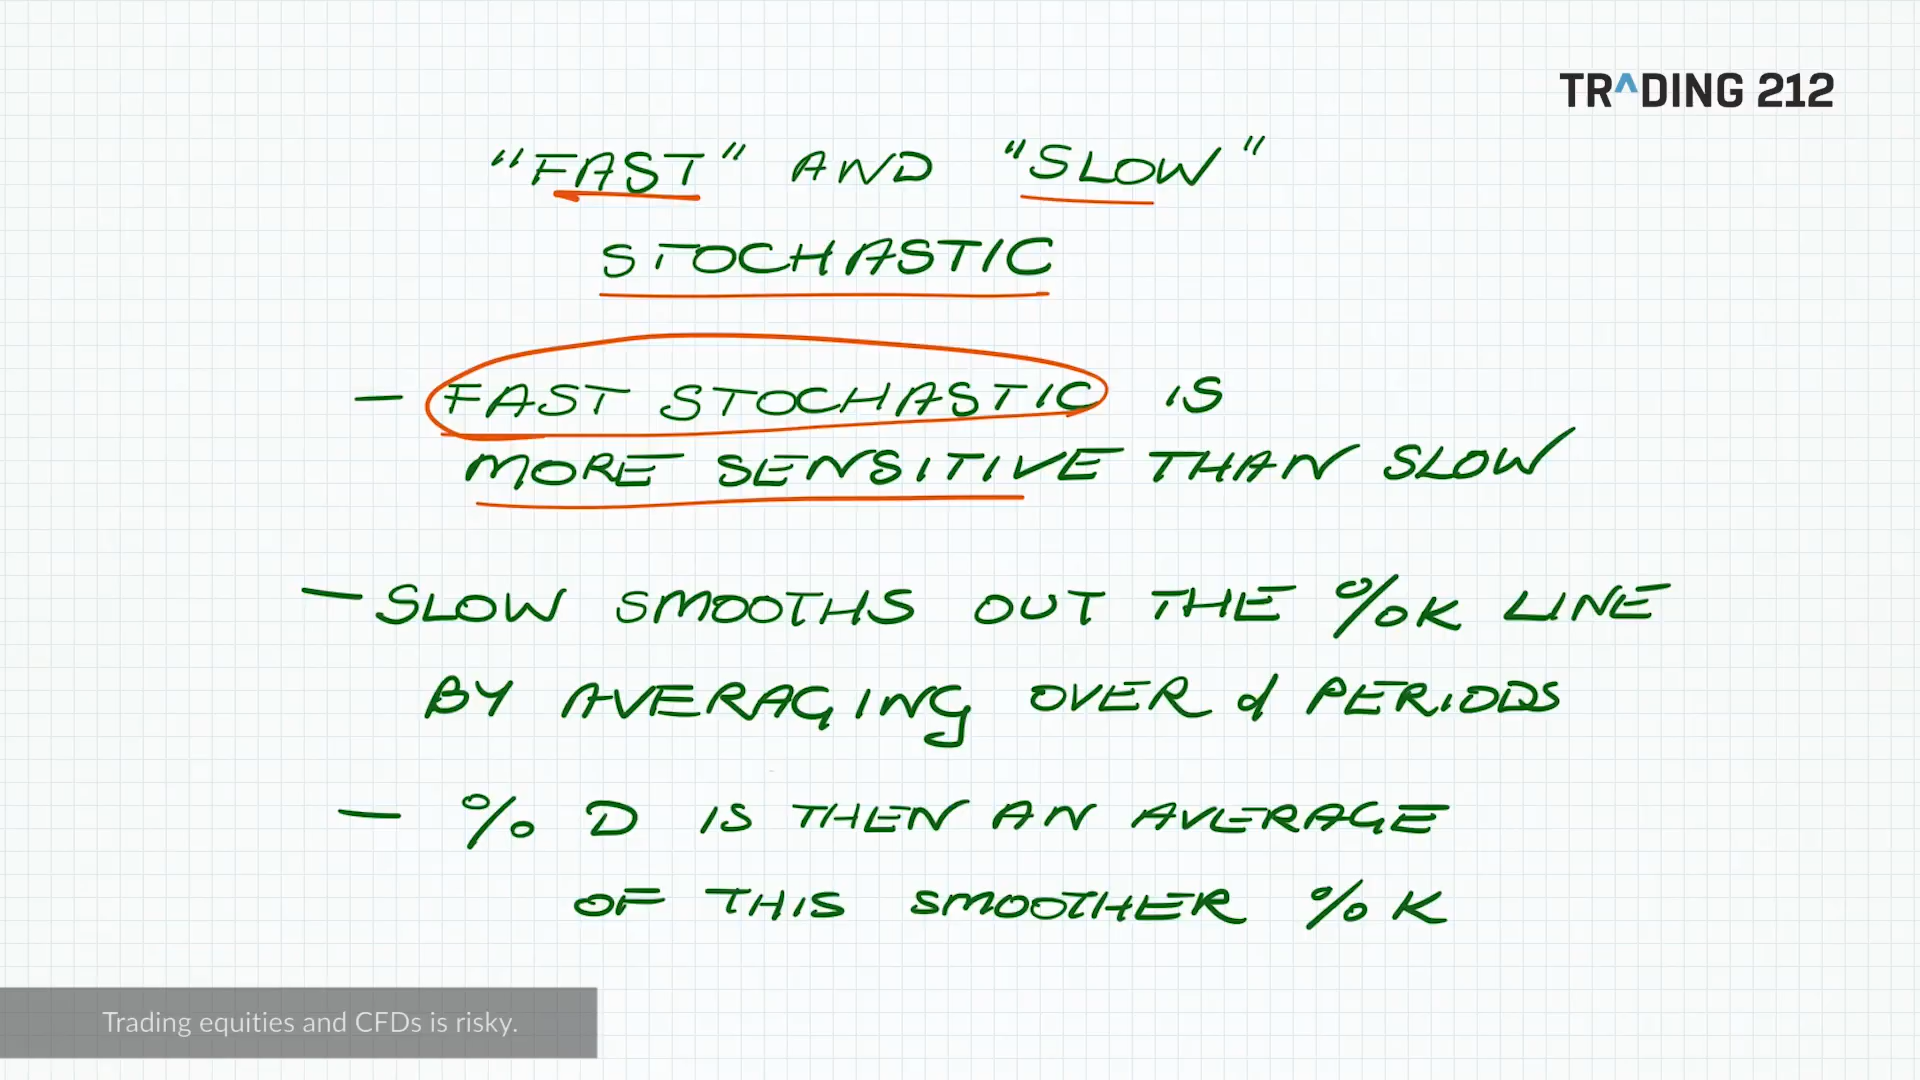 TRADING 212
"FAST" AND "SLOW"
STOCHASTIC
- FAST STOCHASTIC IS
MORE SENSITIVE THAN SLOW
- SLOW SMOOTHS OUT THE %K LINE
BY AVERAGING OVER d PERIODS
- % D IS THEN AN AVERAGE
OF THIS SMOOTHER % K
Trading equities and CFDs is risky.